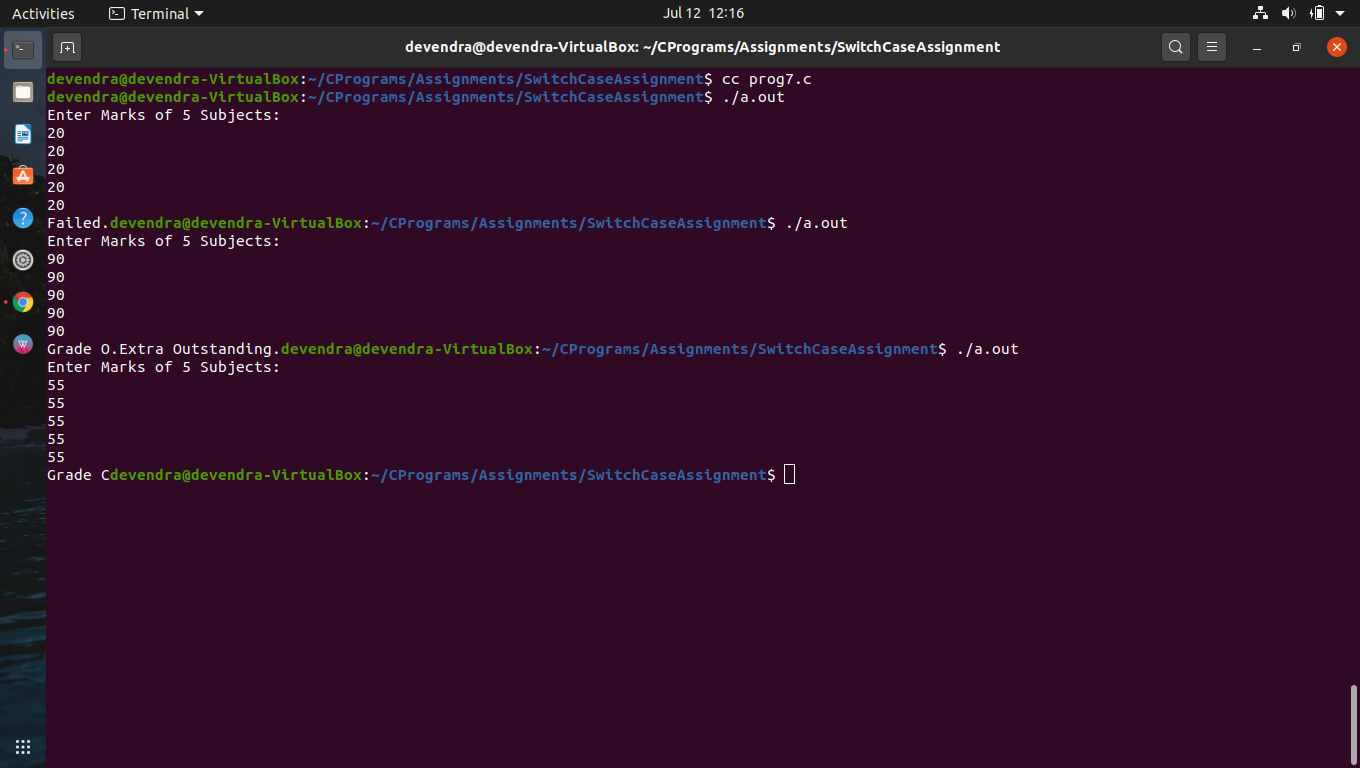 Activities Terminal Jul 12 12:16
devendra@devendra-VirtualBox: ~/CPrograms/Assignments/SwitchCaseAssignment
devendra@devendra-VirtualBox:~/CPrograms/Assignments/SwitchCaseAssignment$ cc prog7.c
devendra@devendra-VirtualBox:~/CPrograms/Assignments/SwitchCaseAssignment$ ./a.out
Enter Marks of 5 Subjects:
20
20
20
20
20
Failed.devendra@devendra-VirtualBox:~/CPrograms/Assignments/SwitchCaseAssignment$ ./a.out
Enter Marks of 5 Subjects:
90
90
90
90
90
Grade O.Extra Outstanding.devendra@devendra-VirtualBox:~/CPrograms/Assignments/SwitchCaseAssignment$ ./a.out
Enter Marks of 5 Subjects:
55
55
55
55
55
Grade Cdevendra@devendra-VirtualBox:~/CPrograms/Assignments/SwitchCaseAssignment$